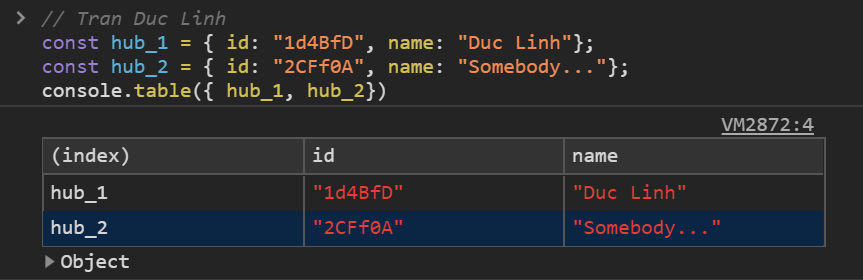 // Tran Duc Linh
const hub_1 = { id: "1d4BfD", name: "Duc Linh"};
const hub_2 = { id: "2CFf0A", name: "Somebody..."};
console.table({ hub_1, hub_2})
VM2872:4
(index) id name
hub_1 "1d4BfD" "Duc Linh"
hub_2 "2CFf0A" "Somebody..."
Object